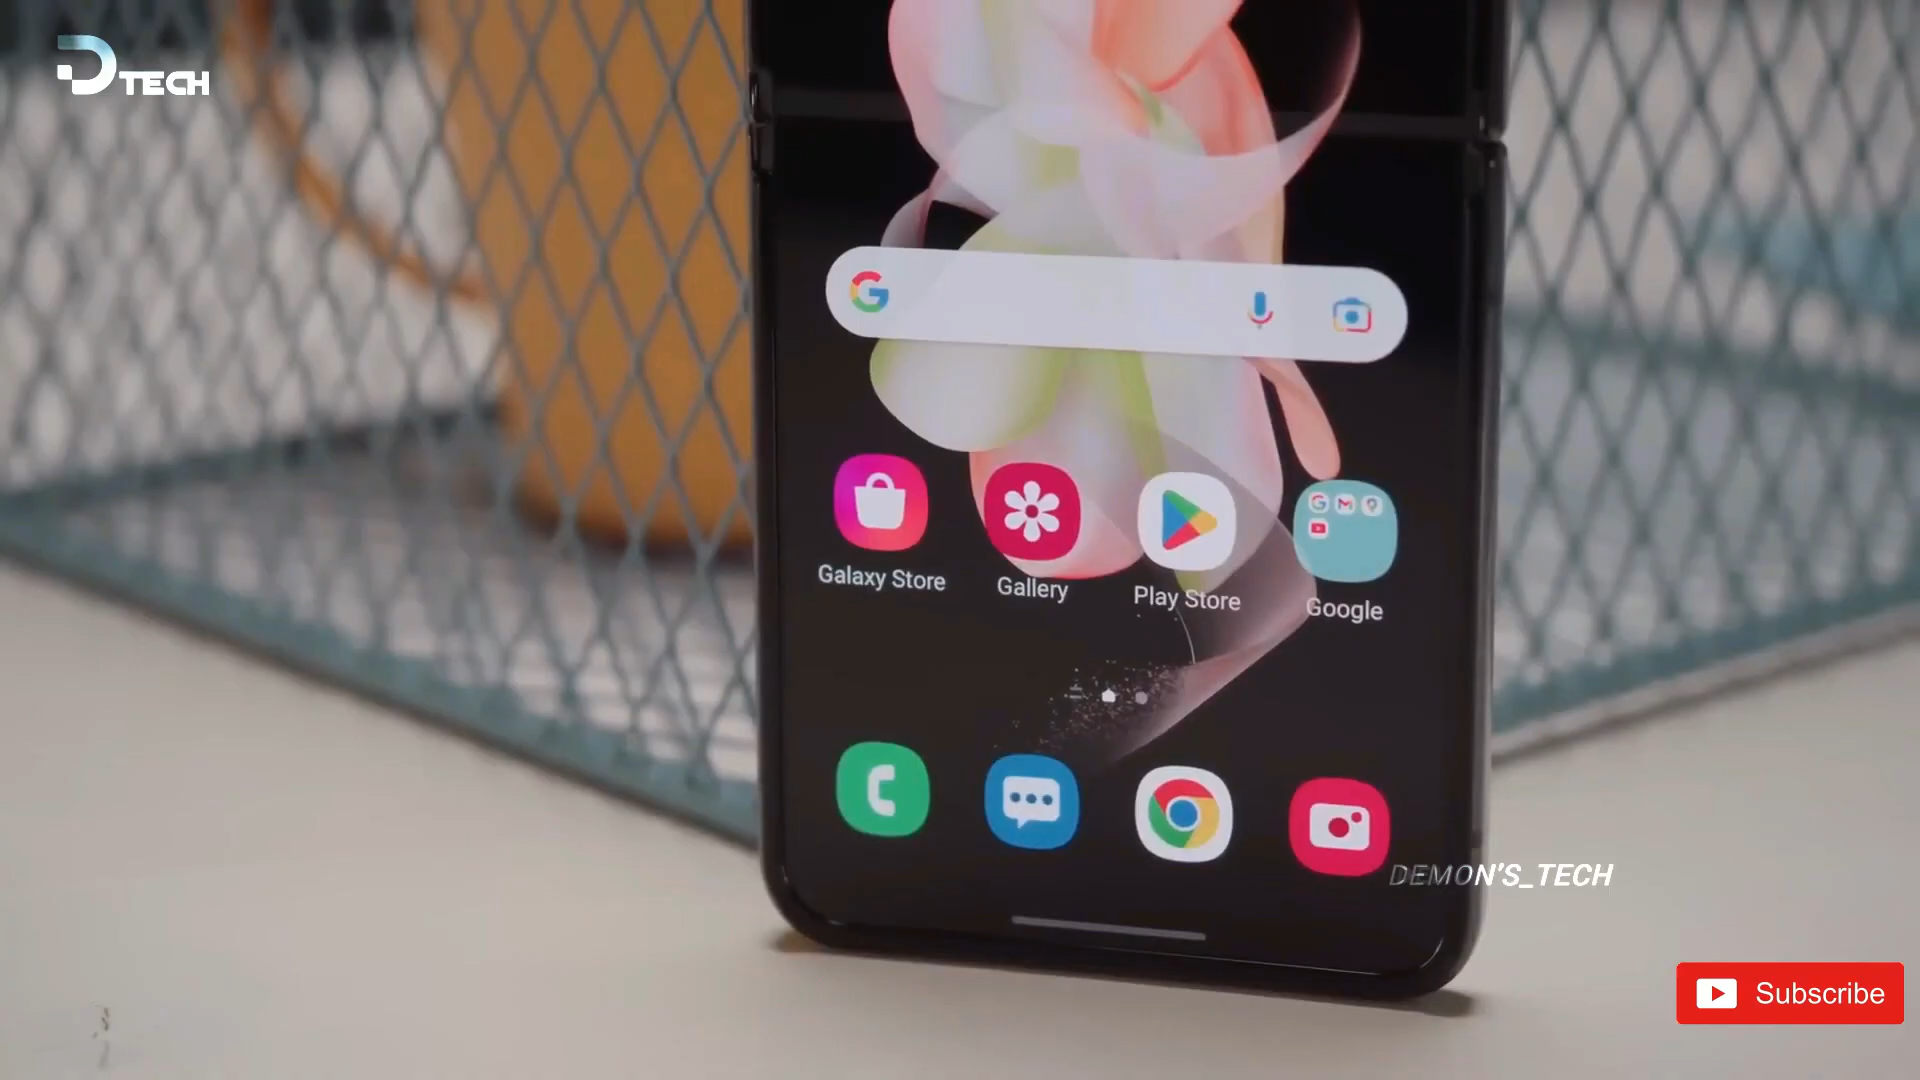 D TECH
Galaxy Store
Gallery
Play Store
Google
DEMON'S_TECH
Subscribe